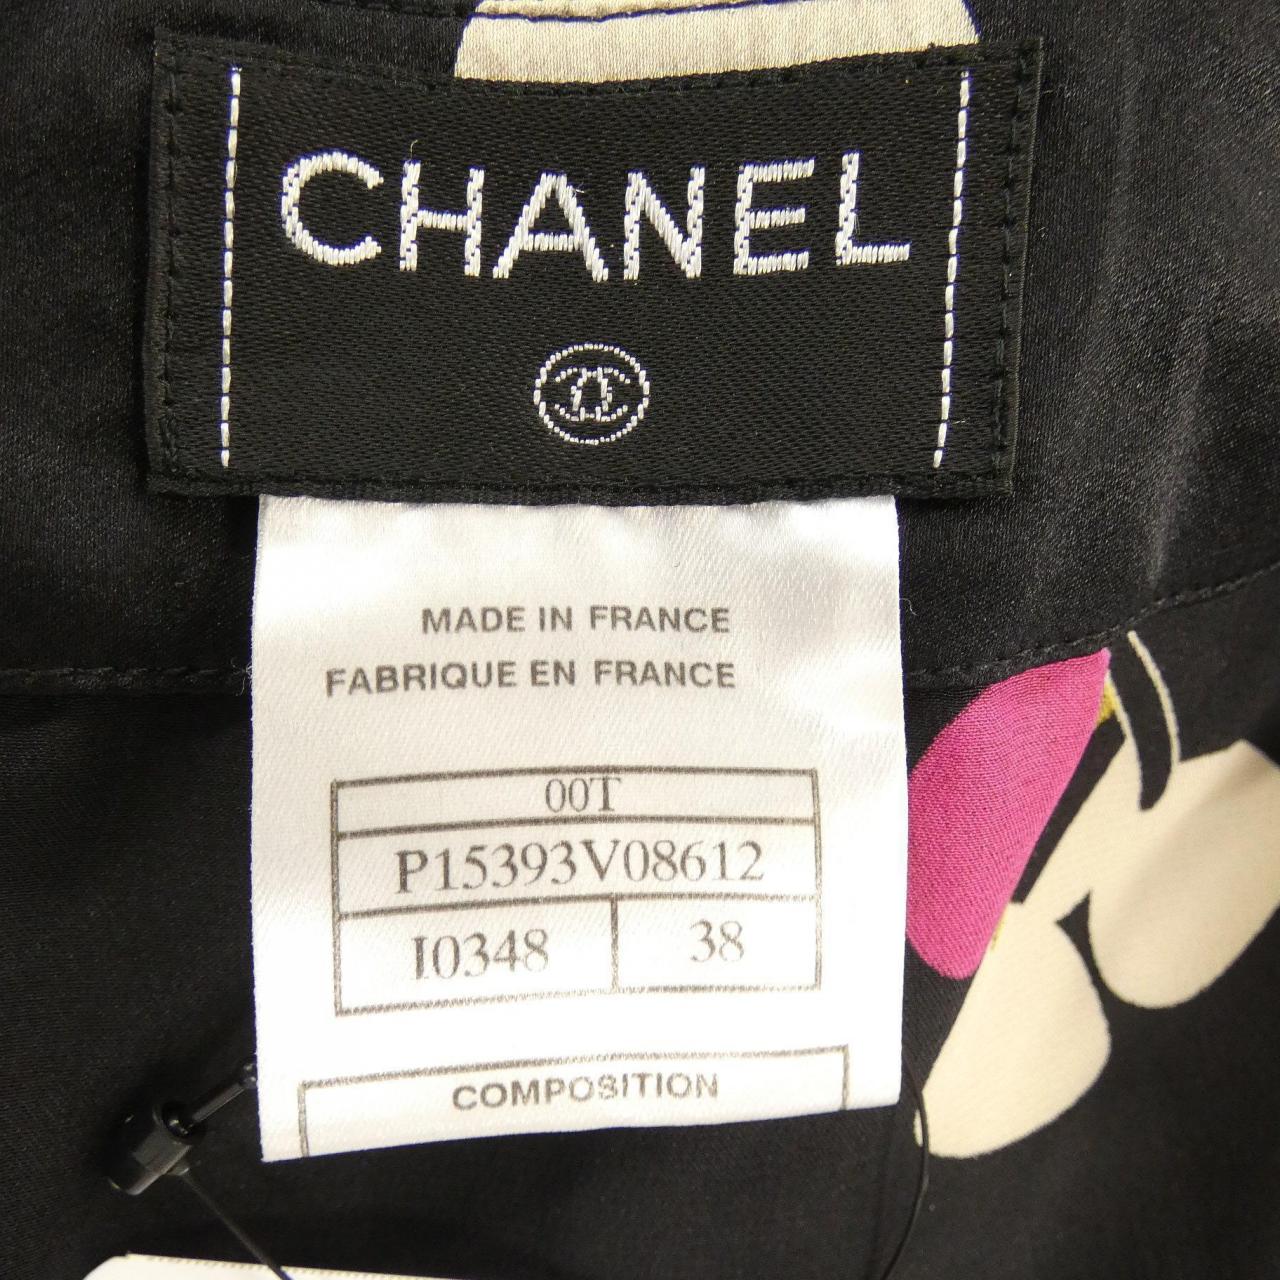 CHANEL
MADE IN FRANCE
FABRIQUE EN FRANCE
00T
P15393V08612
I0348 38
COMPOSITION